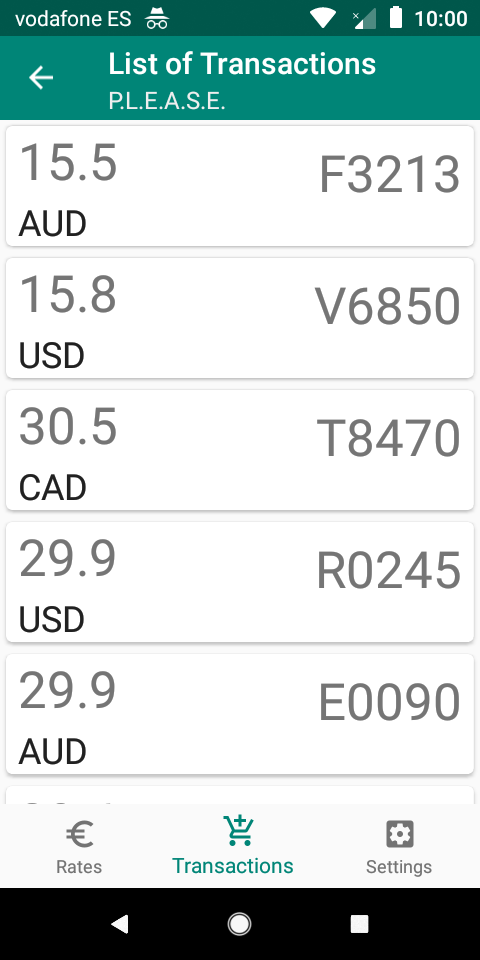 vodafone ES 10:00
List of Transactions
P.L.E.A.S.E.
15.5 F3213
AUD
15.8 V6850
USD
30.5 T8470
CAD
29.9 R0245
USD
29.9 E0090
AUD
Rates Transactions Settings